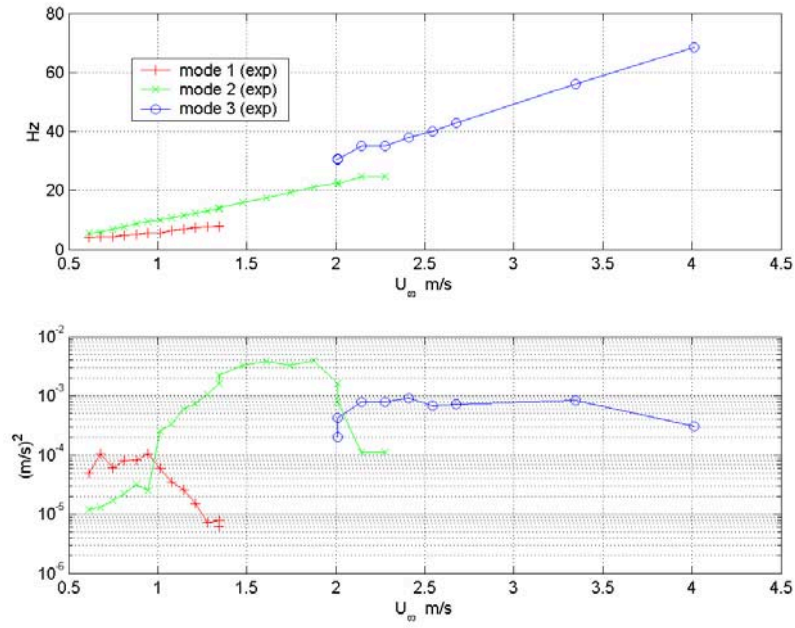 80
60
40
20
0
Hz
mode 1 (exp)
mode 2 (exp)
mode 3 (exp)
0.5 1 1.5 2 2.5 3 3.5 4 4.5
U∞ m/s
10⁻²
10⁻³
10⁻⁴
10⁻⁵
10⁻⁶
(m/s)²
0.5 1 1.5 2 2.5 3 3.5 4 4.5
U∞ m/s